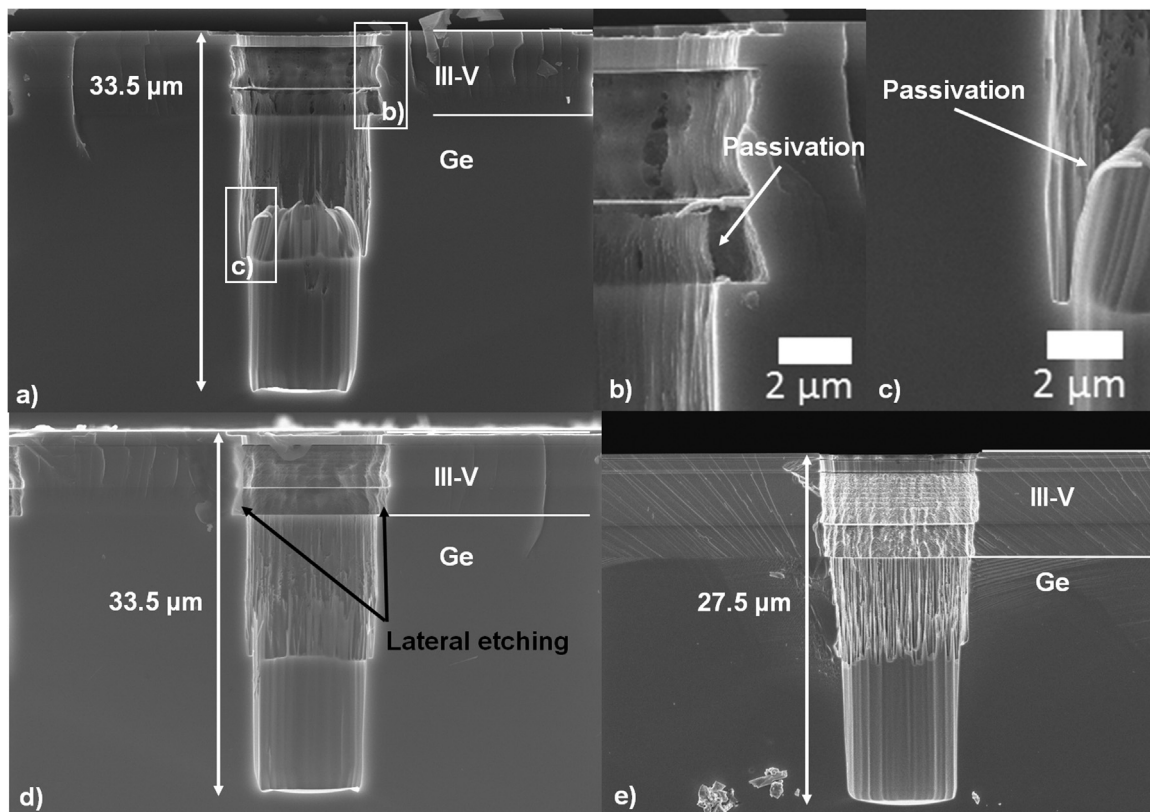 33.5 µm
III-V
b)
Ge
c)
a)
Passivation
2 µm
b)
Passivation
2 µm
c)
III-V
Ge
33.5 µm
Lateral etching
d)
III-V
Ge
27.5 µm
e)